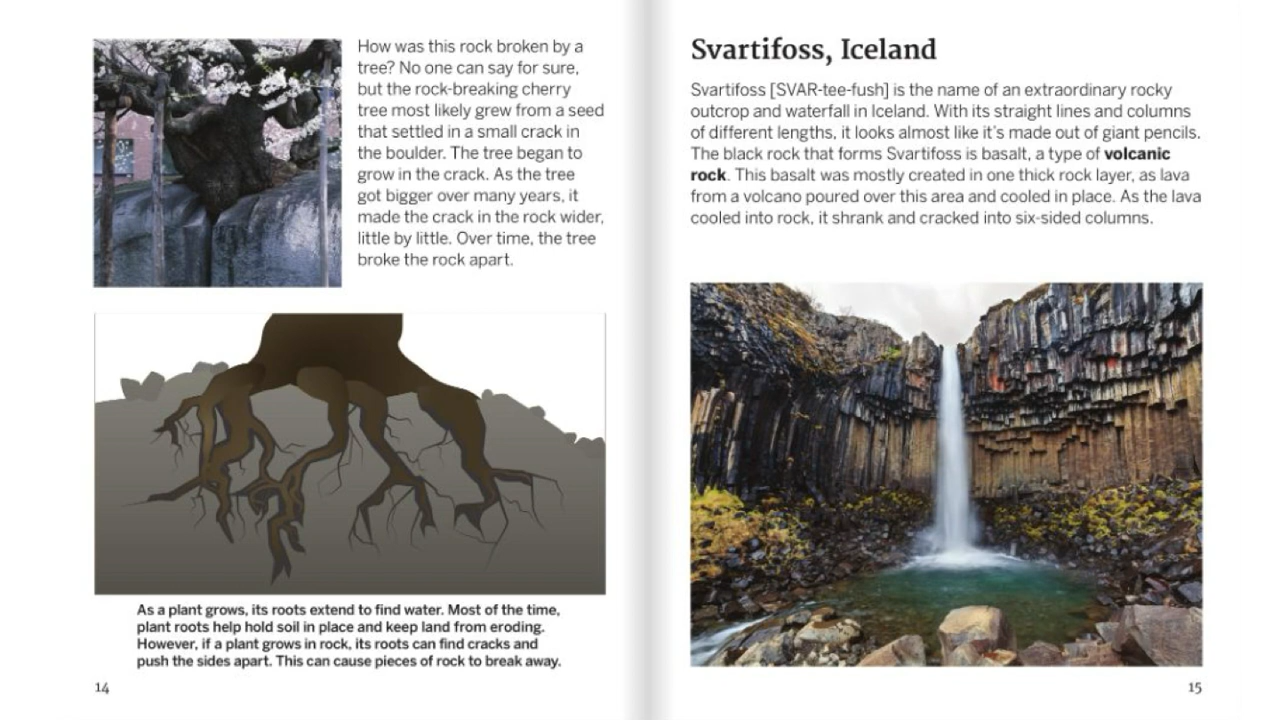 How was this rock broken by a
tree? No one can say for sure,
but the rock-breaking cherry
tree most likely grew from a seed
that settled in a small crack in
the boulder. The tree began to
grow in the crack. As the tree
got bigger over many years, it
made the crack in the rock wider,
little by little. Over time, the tree
broke the rock apart.
As a plant grows, its roots extend to find water. Most of the time,
plant roots help hold soil in place and keep land from eroding.
However, if a plant grows in rock, its roots can find cracks and
push the sides apart. This can cause pieces of rock to break away.
14
Svartifoss, Iceland
Svartifoss [SVAR-tee-fush] is the name of an extraordinary rocky
outcrop and waterfall in Iceland. With its straight lines and columns
of different lengths, it looks almost like it's made out of giant pencils.
The black rock that forms Svartifoss is basalt, a type of volcanic
rock. This basalt was mostly created in one thick rock layer, as lava
from a volcano poured over this area and cooled in place. As the lava
cooled into rock, it shrank and cracked into six-sided columns.
15